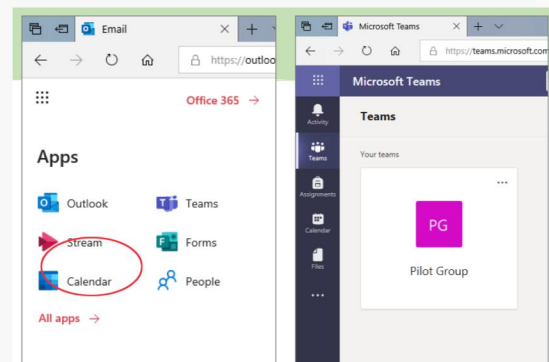 Email
https://outloo
Office 365 →
Apps
Outlook
Teams
Stream
Forms
Calendar
People
All apps →
Microsoft Teams
https://teams.microsoft.com
Microsoft Teams
Activity
Teams
Assignments
Calendar
Files
Teams
Your teams
PG
Pilot Group